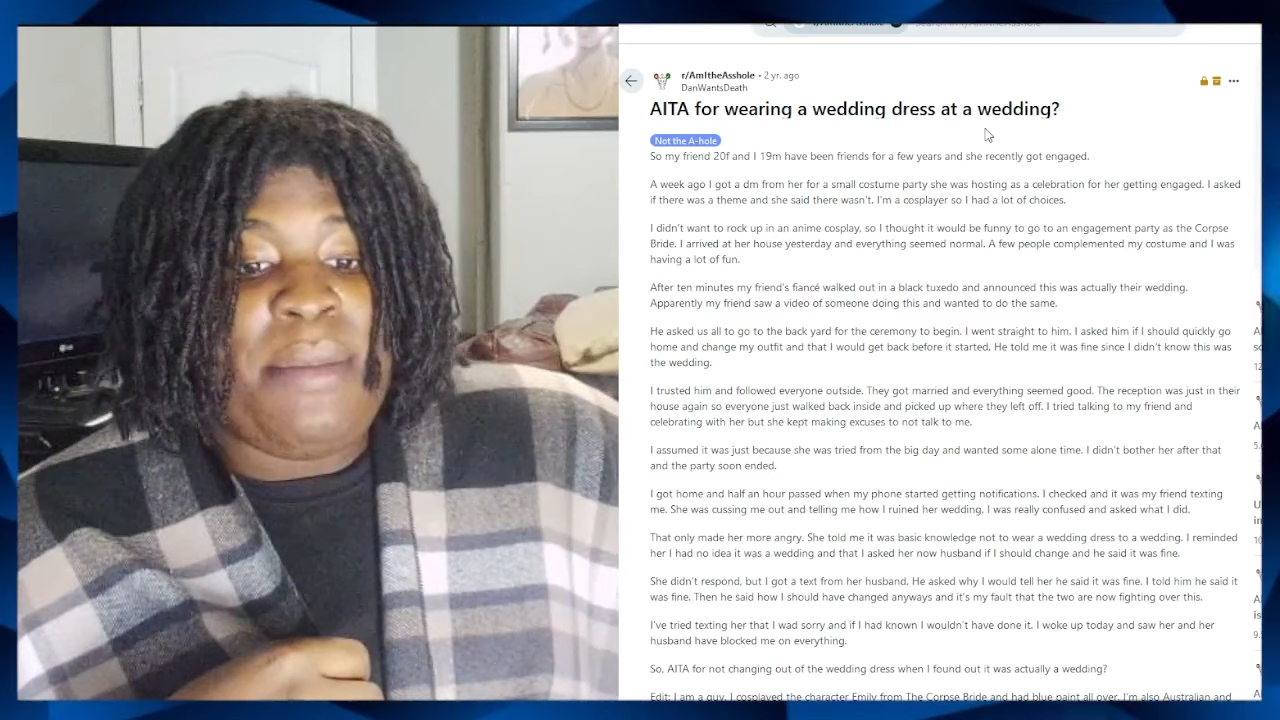 r/AmItheAsshole • 2 yr. ago
DanWantsDeath
AITA for wearing a wedding dress at a wedding?
Not the A-hole
So my friend 20f and I 19m have been friends for a few years and she recently got engaged.
A week ago I got a dm from her for a small costume party she was hosting as a celebration for her getting engaged. I asked
if there was a theme and she said there wasn't. I'm a cosplayer so I had a lot of choices.
I didn't want to rock up in an anime cosplay, so I thought it would be funny to go to an engagement party as the Corpse
Bride. I arrived at her house yesterday and everything seemed normal. A few people complemented my costume and I was
having a lot of fun.
After ten minutes my friend's fiancé walked out in a black tuxedo and announced this was actually their wedding.
Apparently my friend saw a video of someone doing this and wanted to do the same.
He asked us all to go to the back yard for the ceremony to begin. I went straight to him. I asked him if I should quickly go
home and change my outfit and that I would get back before it started. He told me it was fine since I didn't know this was
the wedding.
I trusted him and followed everyone outside. They got married and everything seemed good. The reception was just in their
house again so everyone just walked back inside and picked up where they left off. I tried talking to my friend and
celebrating with her but she kept making excuses to not talk to me.
I assumed it was just because she was tried from the big day and wanted some alone time. I didn't bother her after that
and the party soon ended.
I got home and half an hour passed when my phone started getting notifications. I checked and it was my friend texting
me. She was cussing me out and telling me how I ruined her wedding. I was really confused and asked what I did.
That only made her more angry. She told me it was basic knowledge not to wear a wedding dress to a wedding. I reminded
her I had no idea it was a wedding and that I asked her now husband if I should change and he said it was fine.
She didn't respond, but I got a text from her husband. He asked why I would tell her he said it was fine. I told him he said it
was fine. Then he said how I should have changed anyways and it's my fault that the two are now fighting over this.
I've tried texting her that I wad sorry and if I had known I wouldn't have done it. I woke up today and saw her and her
husband have blocked me on everything.
So, AITA for not changing out of the wedding dress when I found out it was actually a wedding?
Edit: I am a guy. I cosplayed the character Emily from The Corpse Bride and had blue paint all over. I'm also Australian and